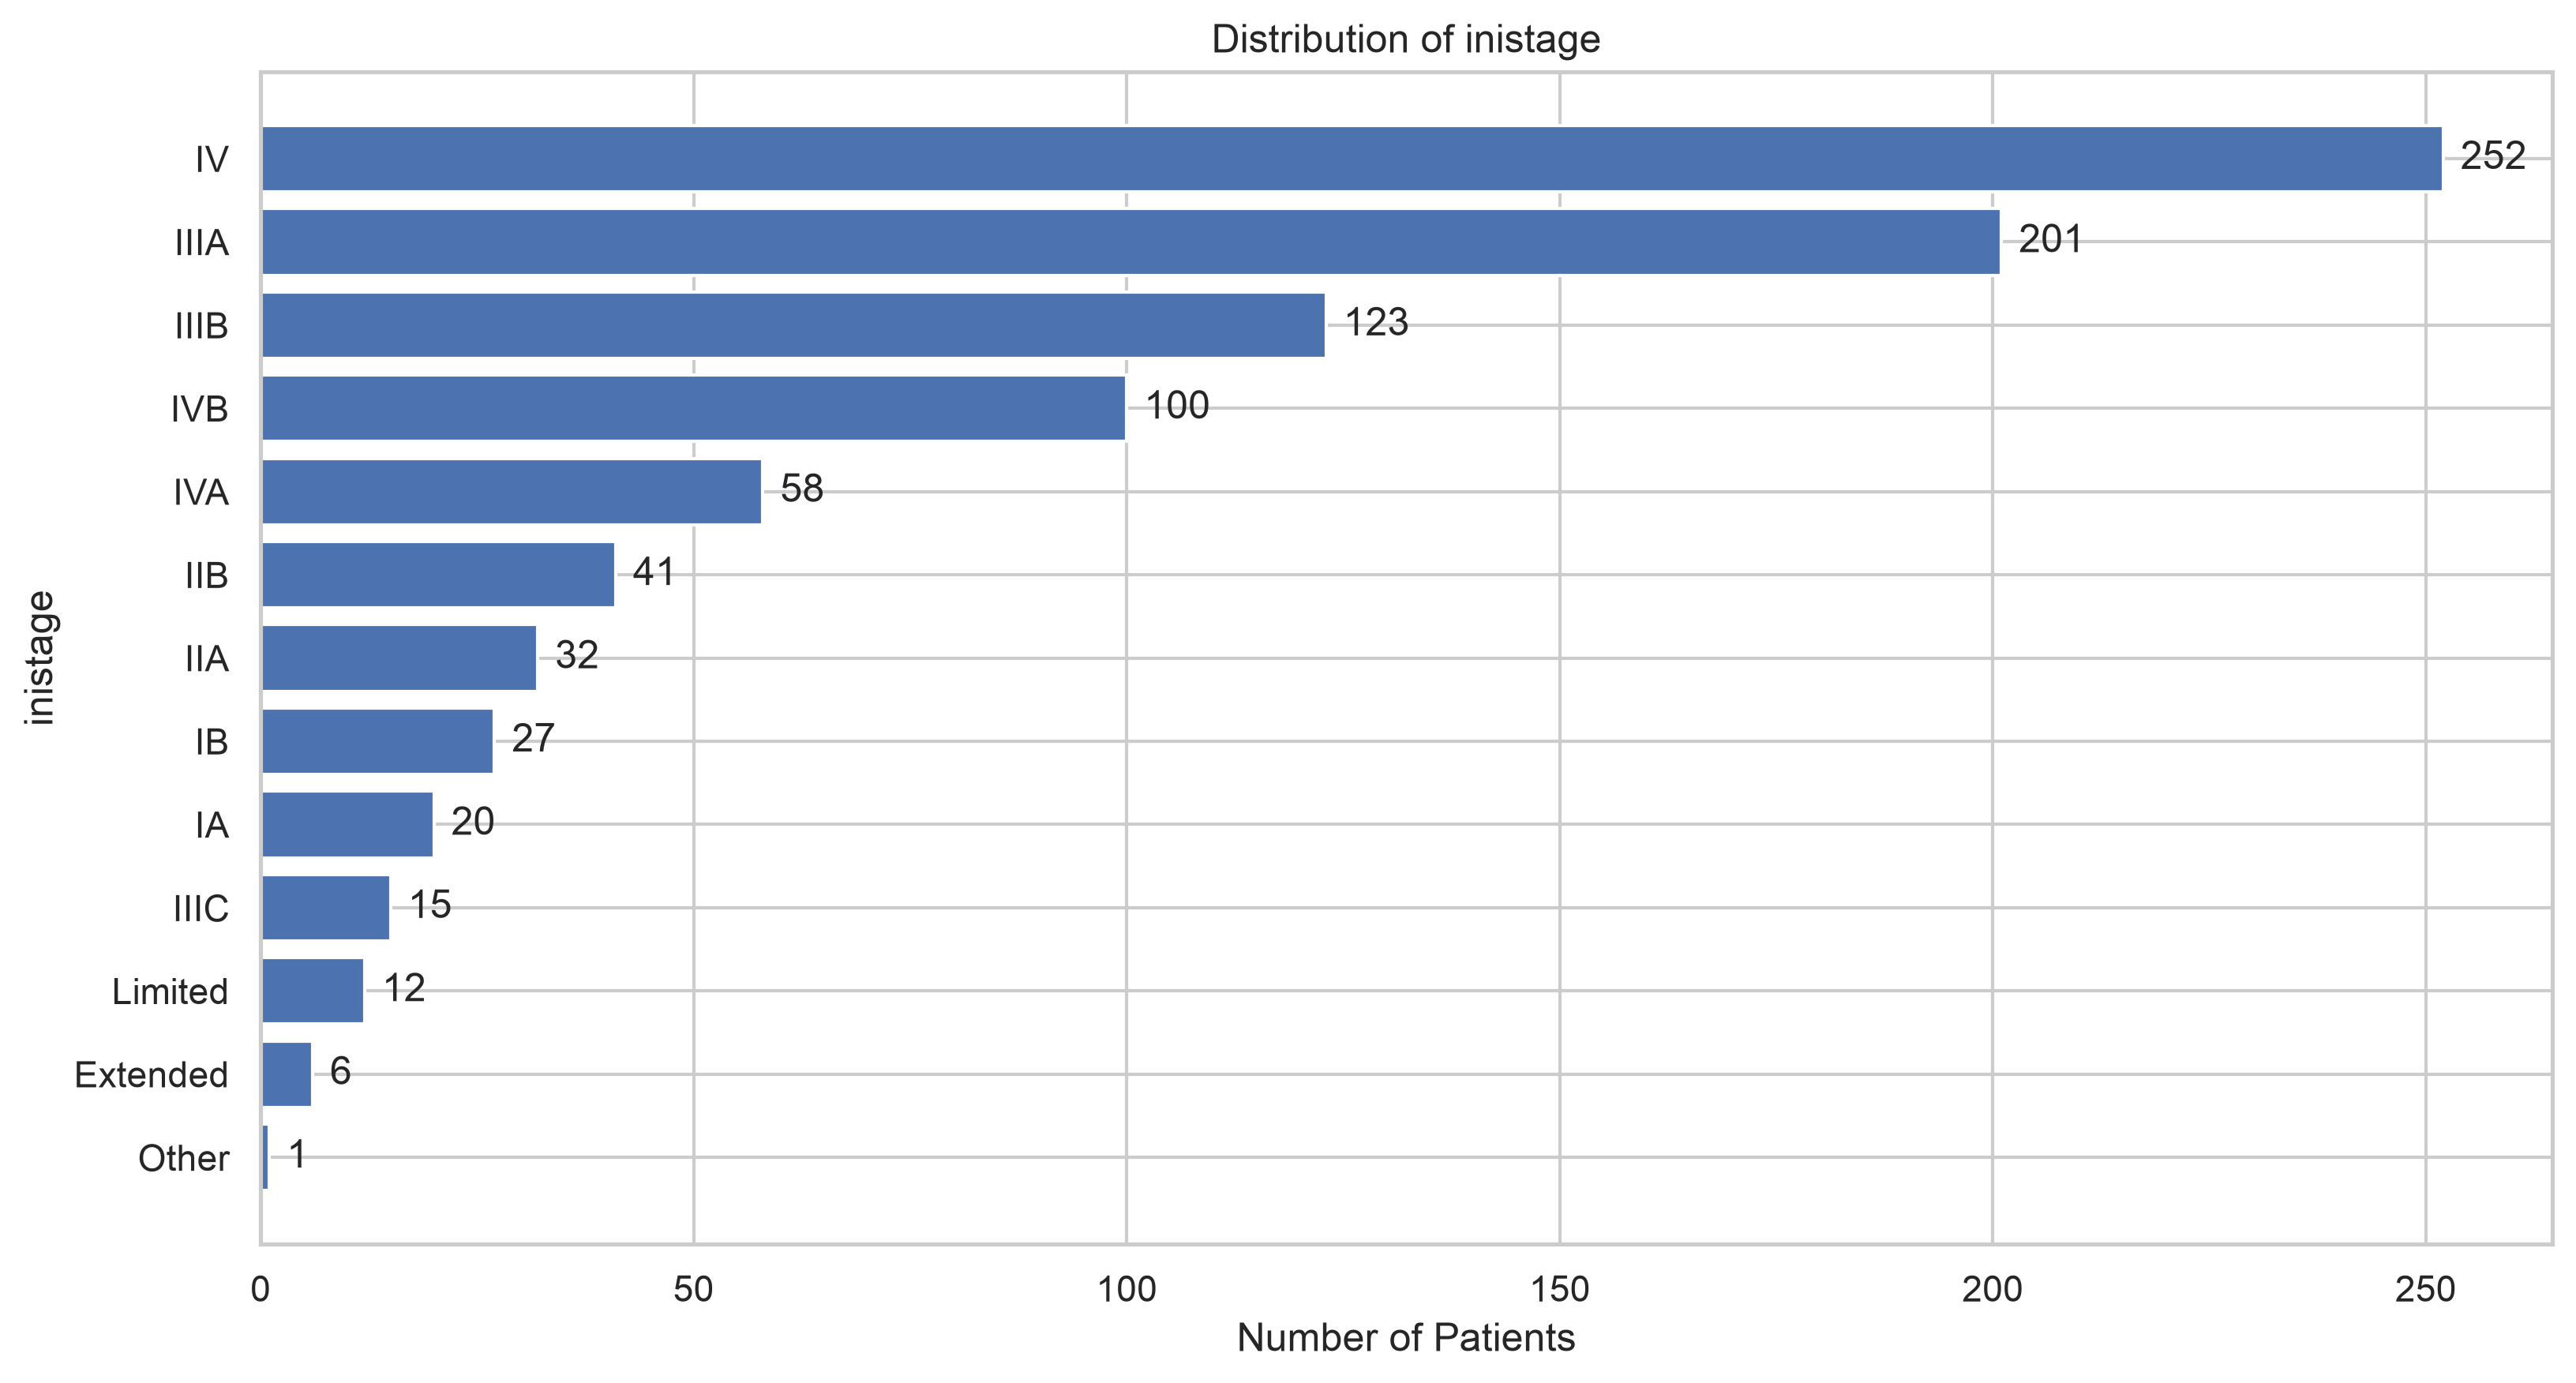 Distribution of inistage
IV 252
IIIA 201
IIIB 123
IVB 100
IVA 58
IIB 41
IIA 32
IB 27
IA 20
IIIC 15
Limited 12
Extended 6
Other 1
inistage
0 50 100 150 200 250
Number of Patients